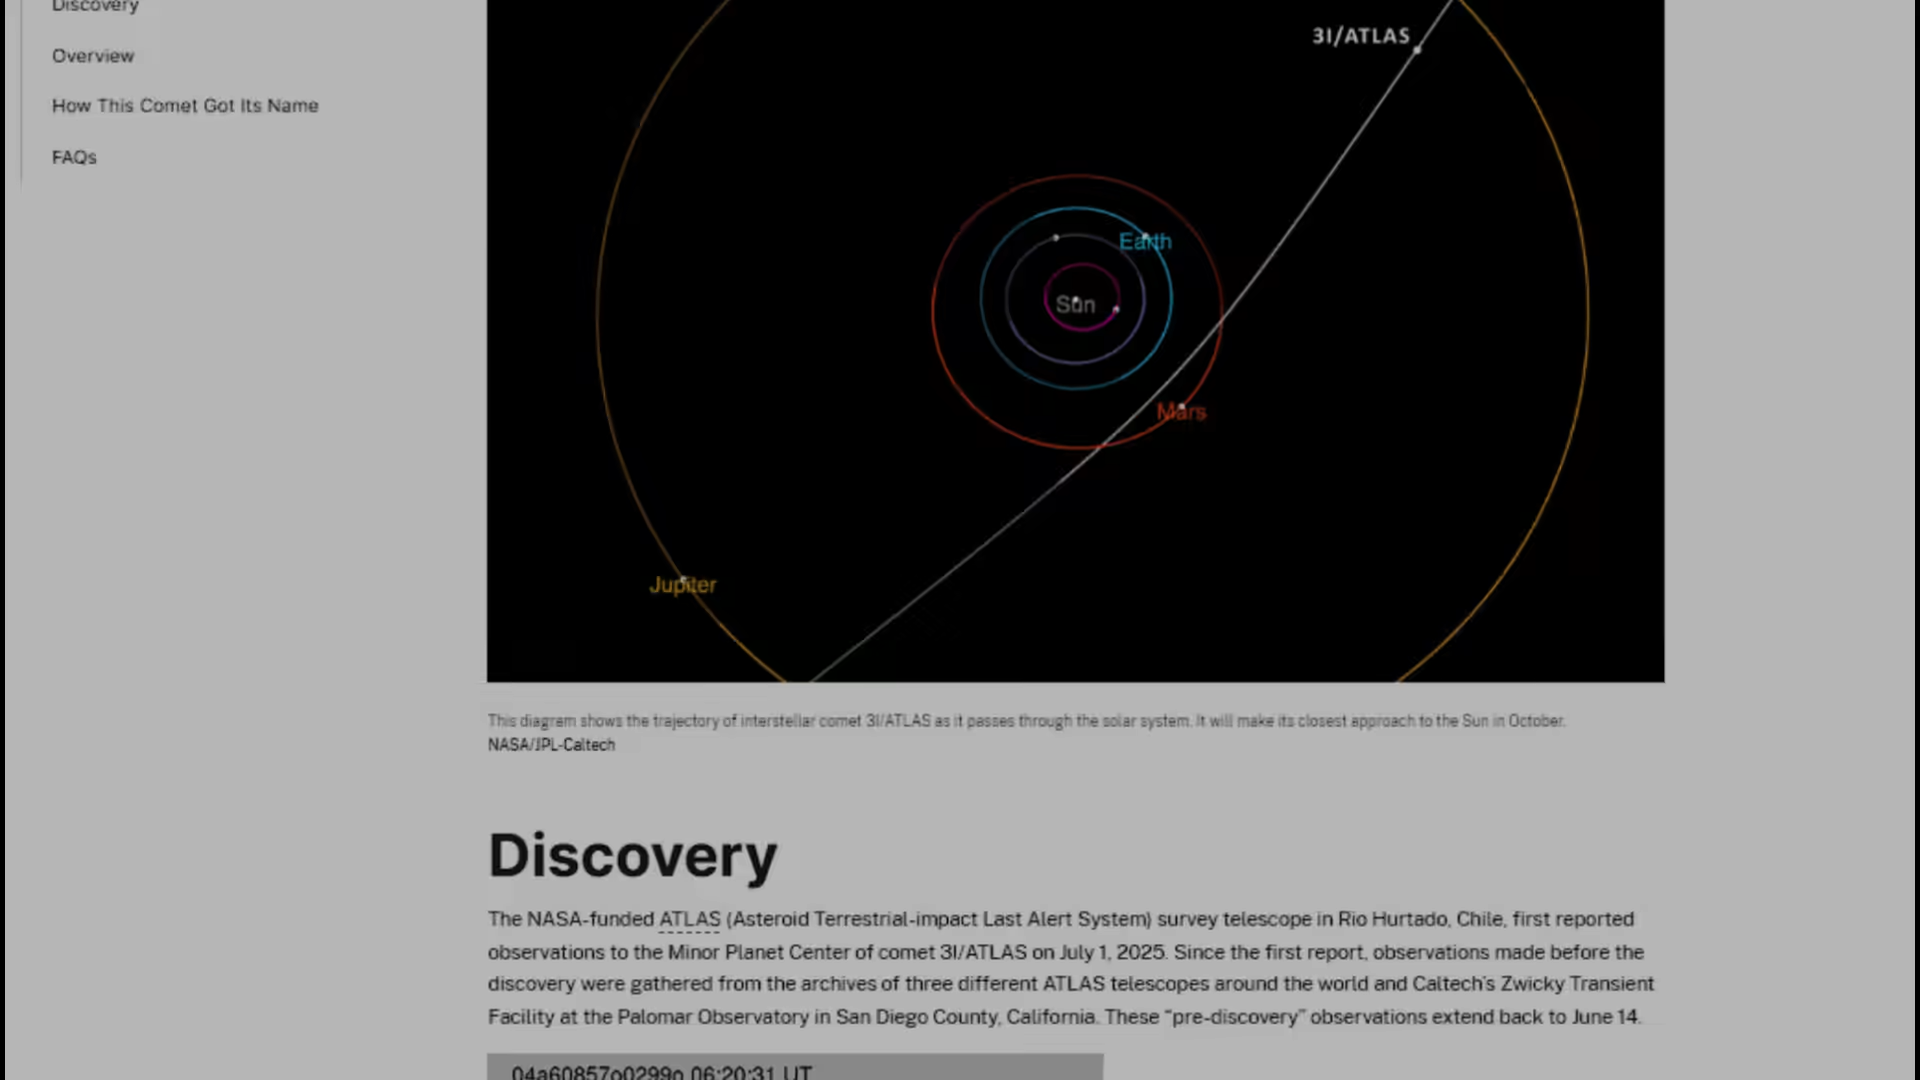 Discovery
Overview
How This Comet Got Its Name
FAQs
3I/ATLAS
Earth
Sun
Mars
Jupiter
This diagram shows the trajectory of interstellar comet 3I/ATLAS as it passes through the solar system. It will make its closest approach to the Sun in October.
NASA/JPL-Caltech
Discovery
The NASA-funded ATLAS (Asteroid Terrestrial-impact Last Alert System) survey telescope in Rio Hurtado, Chile, first reported
observations to the Minor Planet Center of comet 3I/ATLAS on July 1, 2025. Since the first report, observations made before the
discovery were gathered from the archives of three different ATLAS telescopes around the world and Caltech's Zwicky Transient
Facility at the Palomar Observatory in San Diego County, California. These “pre-discovery” observations extend back to June 14.
04a60857o0299o 06:20:31 UT